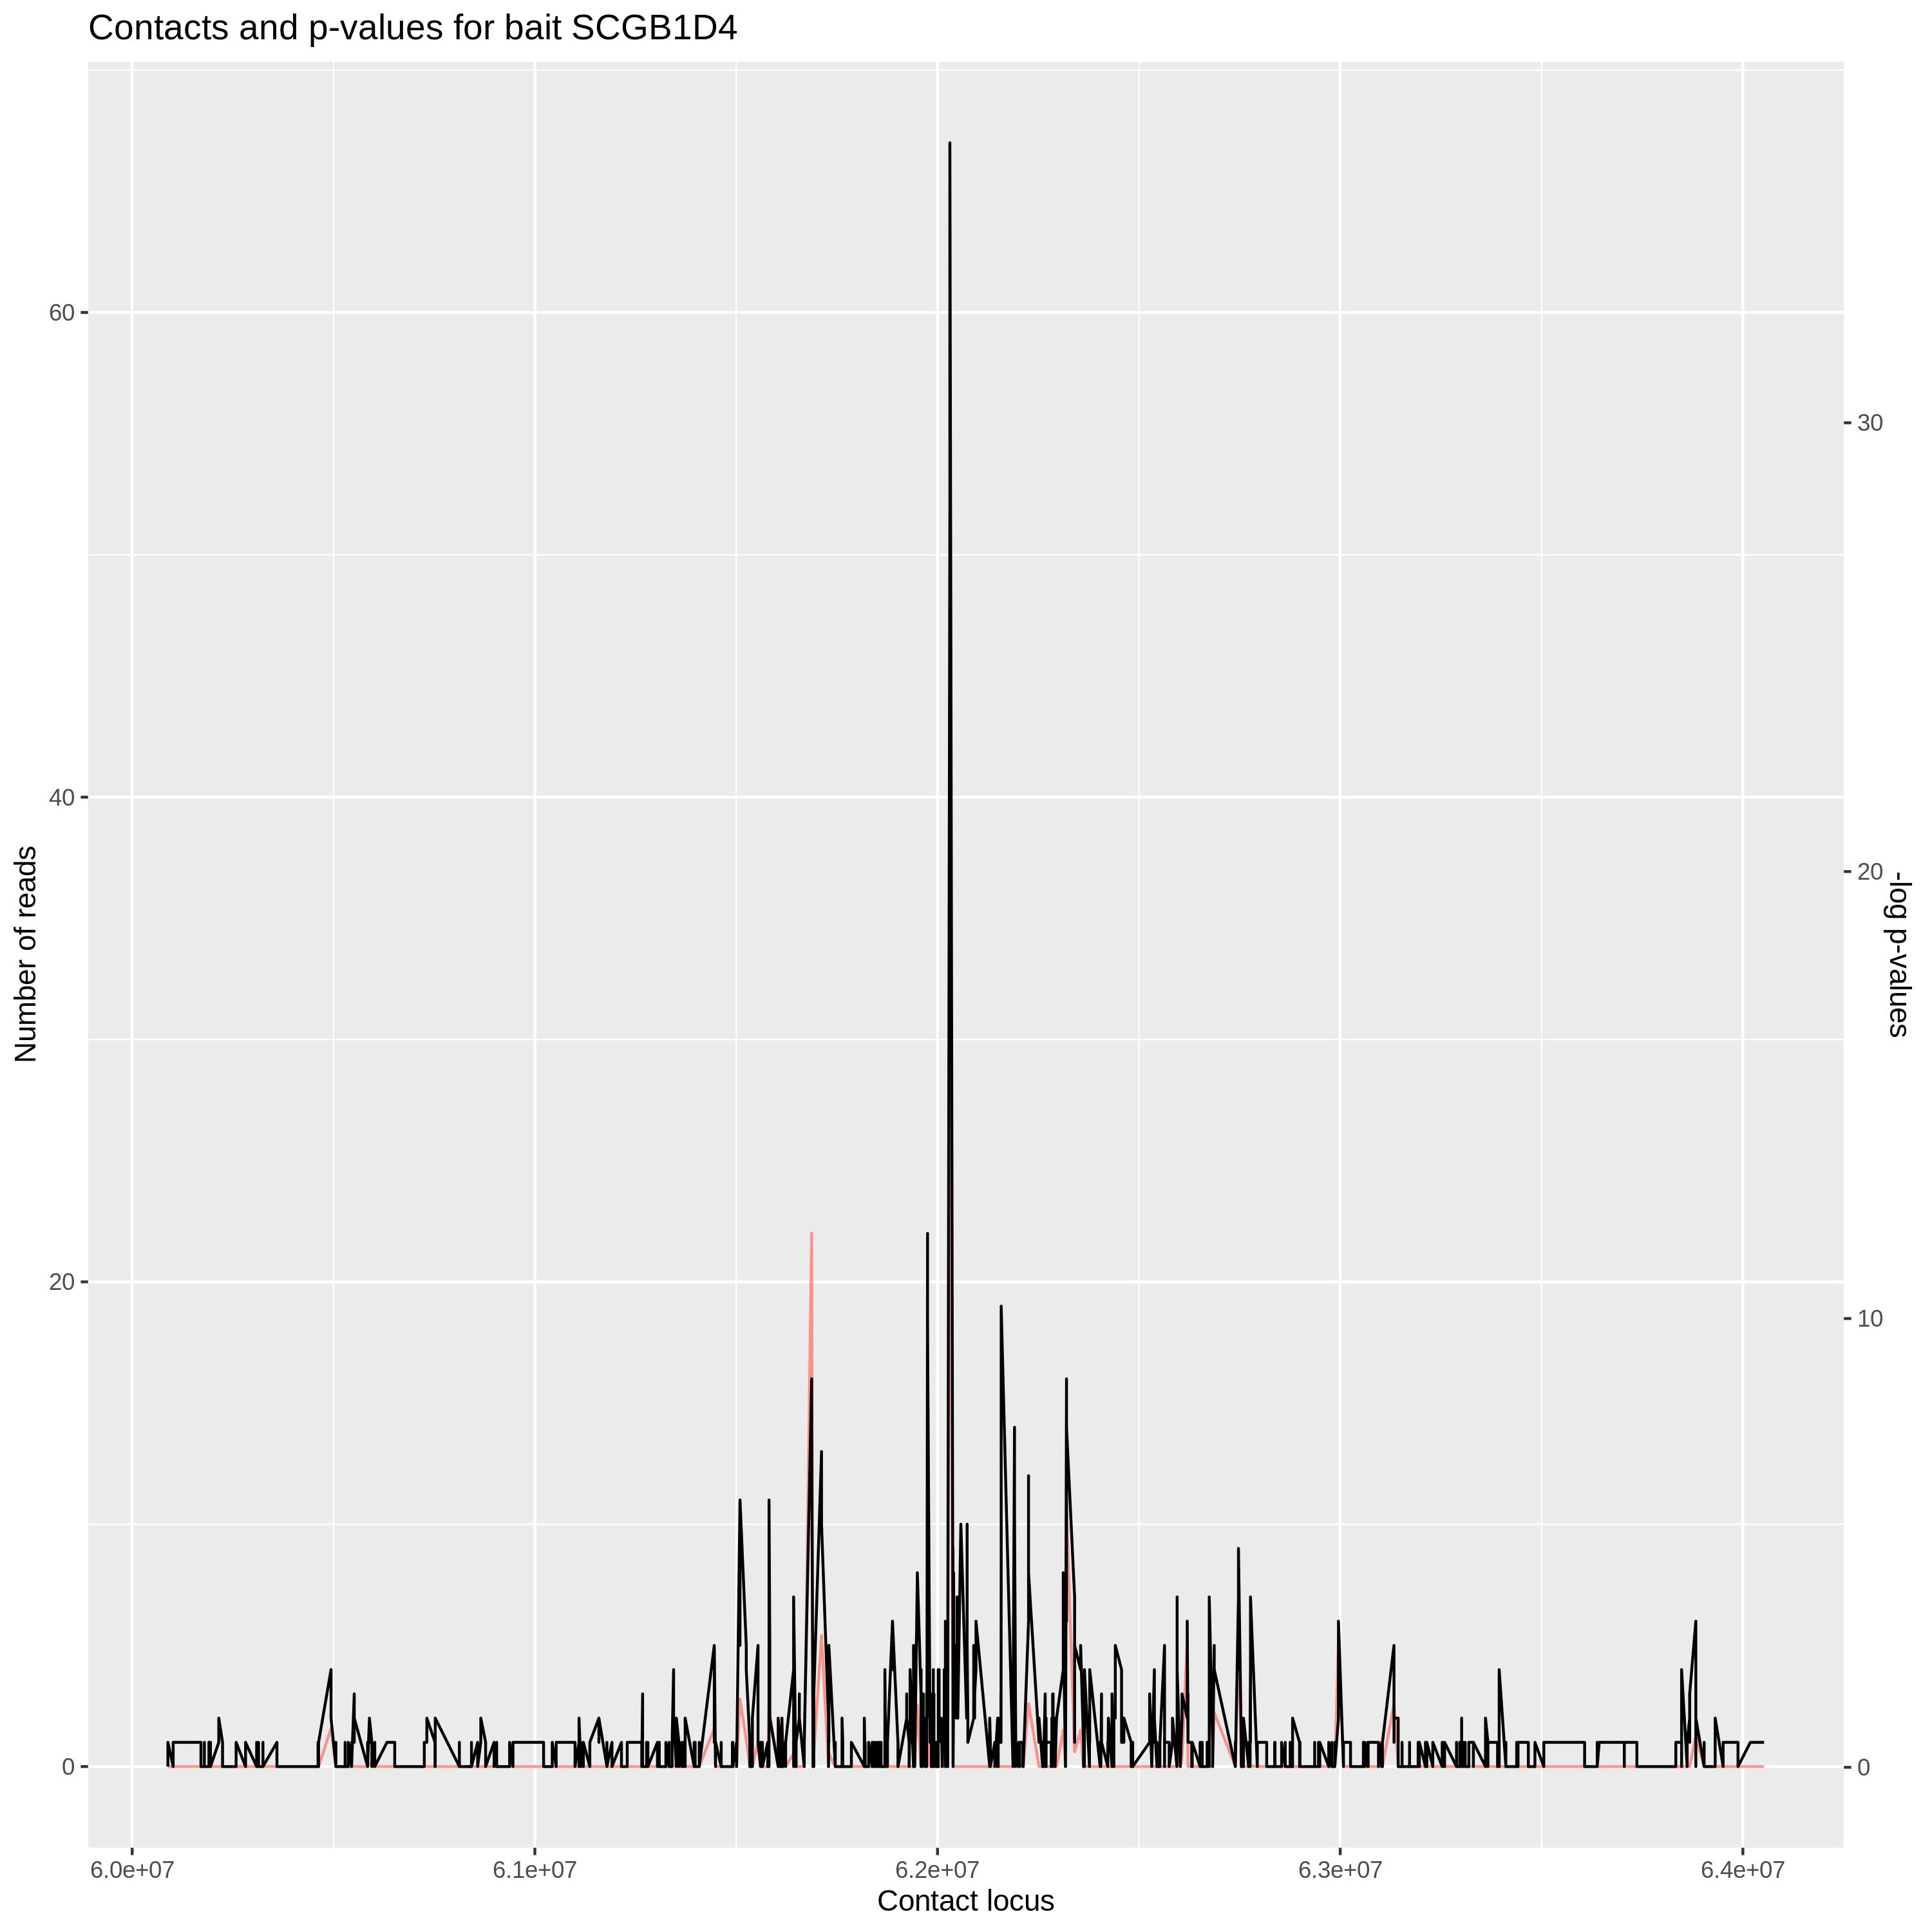 Contacts and p-values for bait SCGB1D4
60
40
20
0
Number of reads
30
20
10
0
-log p-values
6.0e+07 6.1e+07 6.2e+07 6.3e+07 6.4e+07
Contact locus